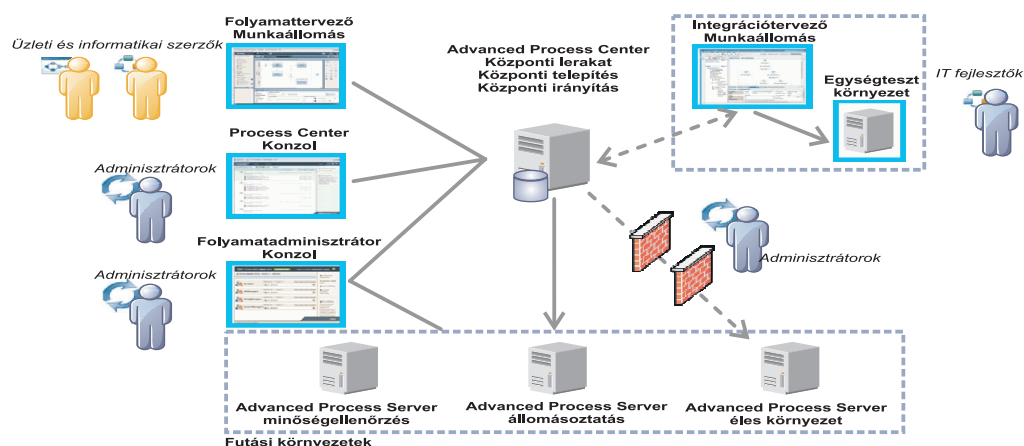 Folyamattervező
Munkaállomás
Üzleti és informatikai szerzők
Advanced Process Center
Központi lerakat
Központi telepítés
Központi irányítás
Integrációtervező
Munkaállomás
Egységteszt
környezet
IT fejlesztők
Process Center
Konzol
Adminisztrátorok
Folyamatadminisztrátor
Konzol
Adminisztrátorok
Adminisztrátorok
Advanced Process Server
minőségellenőrzés
Advanced Process Server
állomásoztatás
Advanced Process Server
éles környezet
Futási környezetek